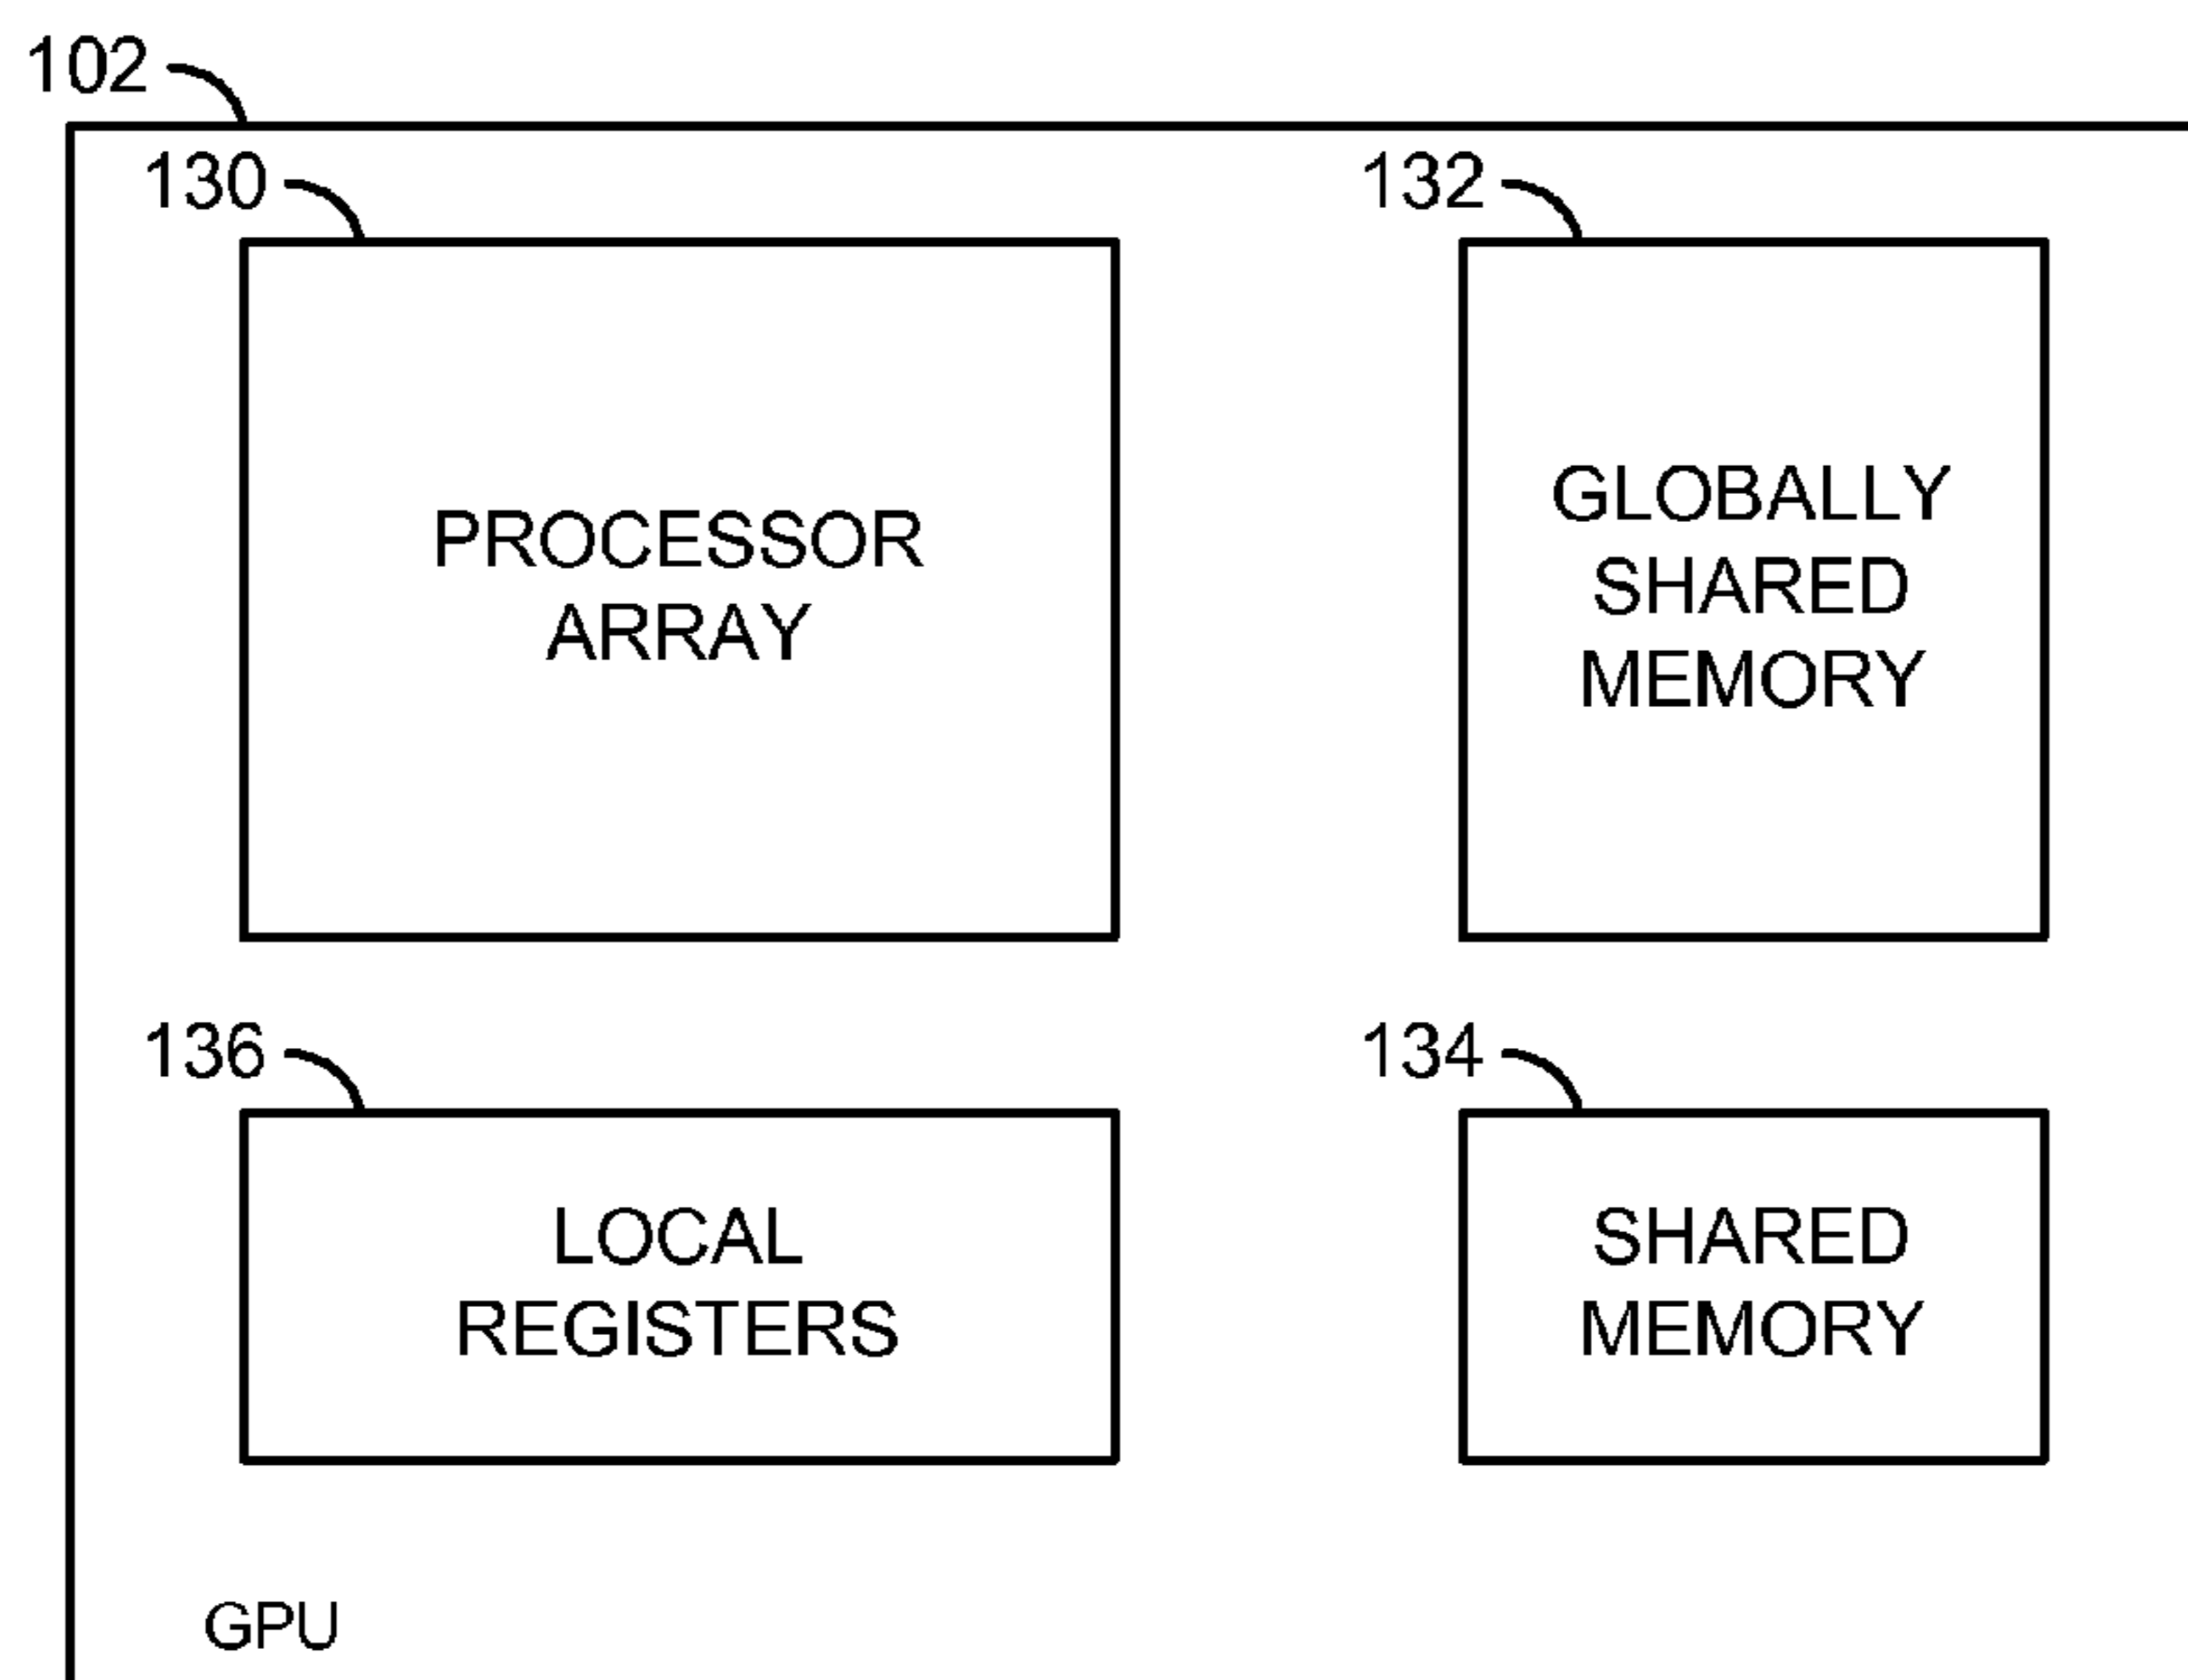 102
130
PROCESSOR
ARRAY
132
GLOBALLY
SHARED
MEMORY
136
LOCAL
REGISTERS
134
SHARED
MEMORY
GPU